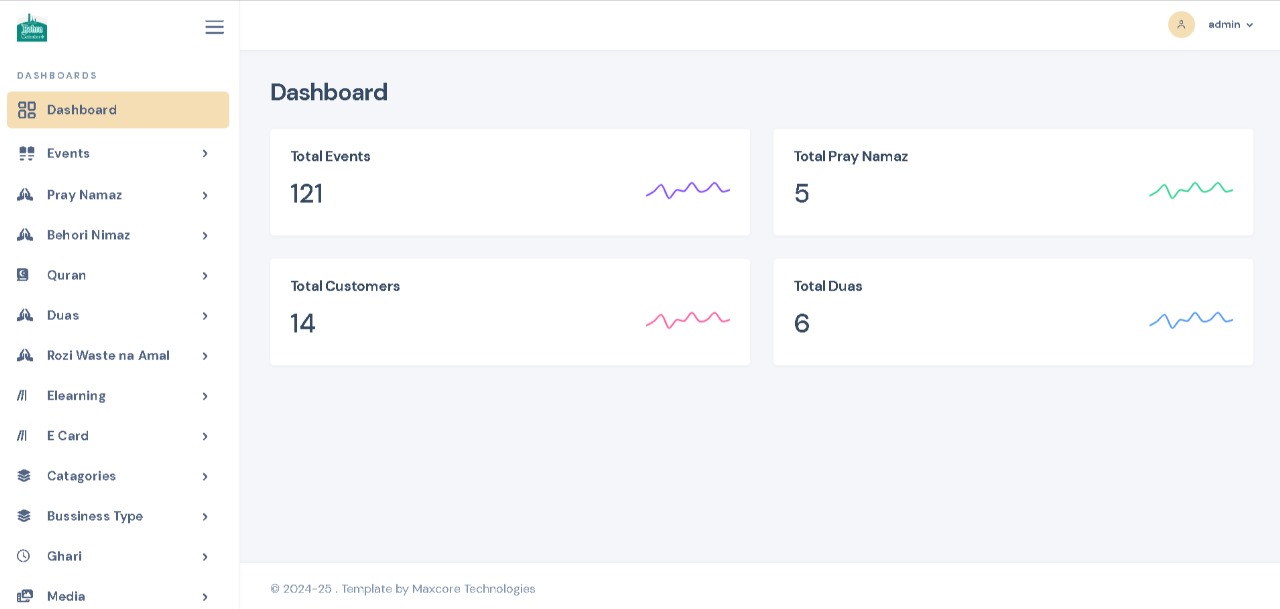 DASHBOARDS
Dashboard
Events
Pray Namaz
Behori Nimaz
Quran
Duas
Rozi Waste na Amal
Elearning
E Card
Catagories
Bussiness Type
Ghari
Media
admin
Dashboard
Total Events
121
Total Pray Namaz
5
Total Customers
14
Total Duas
6
© 2024-25 . Template by Maxcore Technologies